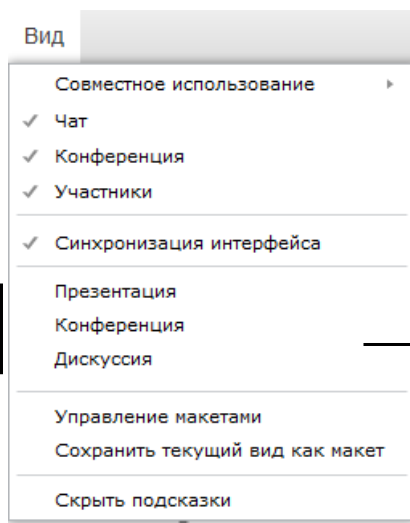 Вид
Совместное использование
Чат
Конференция
Участники
Синхронизация интерфейса
Презентация
Конференция
Дискуссия
Управление макетами
Сохранить текущий вид как макет
Скрыть подсказки